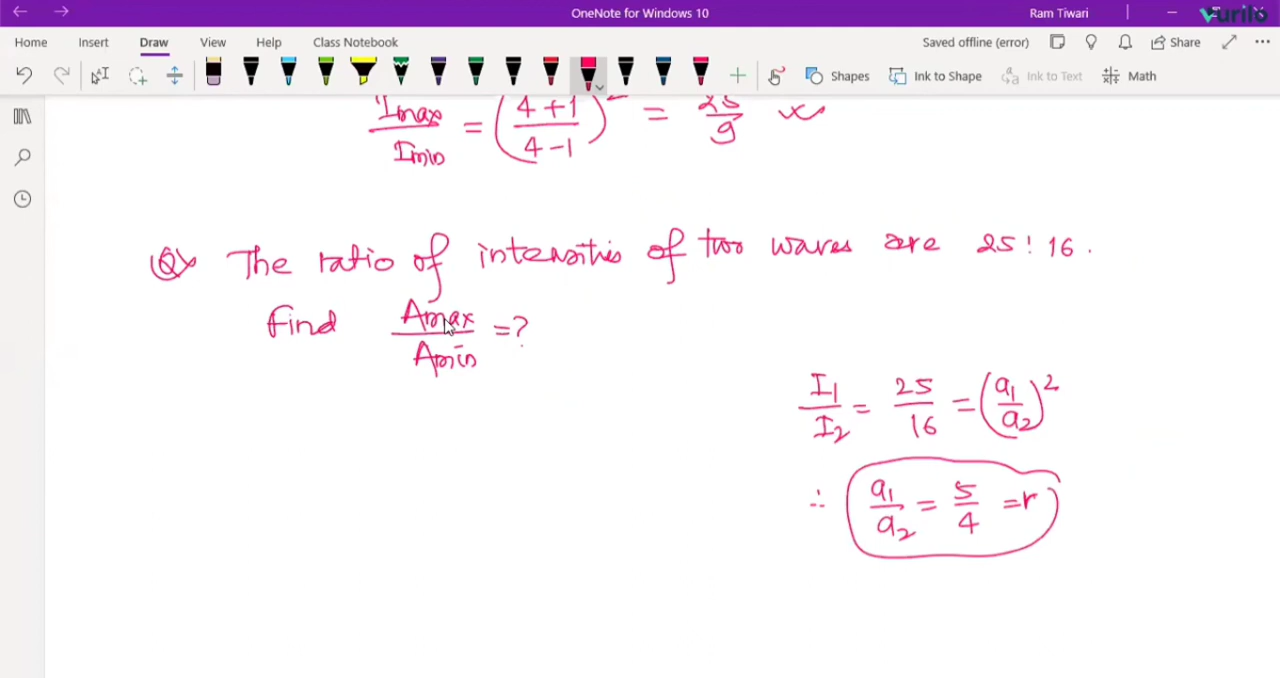 OneNote for Windows 10
Ram Tiwari
Vurilo
Home Insert Draw View Help Class Notebook
Saved offline (error) Share
Shapes Ink to Shape Ink to Text Math
Imax/Imin = (4+1/4-1)² = 25/9
Q The ratio of intensities of two waves are 25:16.
Find Amax/Amin = ?
I1/I2 = 25/16 = (a1/a2)²
∴ a1/a2 = 5/4 = r